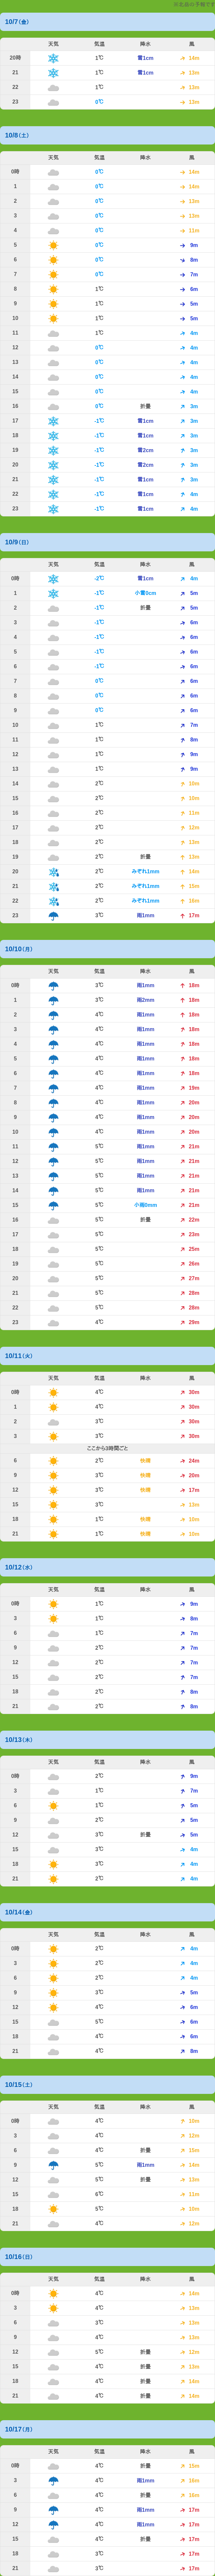 ※北緯の予報です
10/7(金)
天気 気温 降水 風
20時 1℃ 雪1cm 14m
21 1℃ 雪1cm 13m
22 1℃ 13m
23 0℃ 13m
10/8(土)
天気 気温 降水 風
0時 0℃ 14m
1 0℃ 14m
2 0℃ 13m
3 0℃ 13m
4 0℃ 11m
5 0℃ 9m
6 0℃ 8m
7 0℃ 7m
8 1℃ 6m
9 1℃ 5m
10 1℃ 5m
11 1℃ 4m
12 0℃ 4m
13 0℃ 4m
14 0℃ 4m
15 0℃ 4m
16 0℃ 折曇 3m
17 -1℃ 雪1cm 3m
18 -1℃ 雪1cm 3m
19 -1℃ 雪2cm 3m
20 -1℃ 雪2cm 3m
21 -1℃ 雪1cm 3m
22 -1℃ 雪1cm 4m
23 -1℃ 雪1cm 4m
10/9(日)
天気 気温 降水 風
0時 -2℃ 雪1cm 4m
1 -1℃ 小雪0cm 5m
2 -1℃ 折曇 5m
3 -1℃ 6m
4 -1℃ 6m
5 -1℃ 6m
6 -1℃ 6m
7 0℃ 6m
8 0℃ 6m
9 0℃ 6m
10 1℃ 7m
11 1℃ 8m
12 1℃ 9m
13 1℃ 9m
14 2℃ 10m
15 2℃ 10m
16 2℃ 11m
17 2℃ 12m
18 2℃ 13m
19 2℃ 折曇 13m
20 2℃ みぞれ1mm 14m
21 2℃ みぞれ1mm 15m
22 2℃ みぞれ1mm 16m
23 3℃ 雨1mm 17m
10/10(月)
天気 気温 降水 風
0時 3℃ 雨1mm 18m
1 3℃ 雨2mm 18m
2 4℃ 雨1mm 18m
3 4℃ 雨1mm 18m
4 4℃ 雨1mm 18m
5 4℃ 雨1mm 18m
6 4℃ 雨1mm 18m
7 4℃ 雨1mm 19m
8 4℃ 雨1mm 20m
9 4℃ 雨1mm 20m
10 4℃ 雨1mm 20m
11 5℃ 雨1mm 21m
12 5℃ 雨1mm 21m
13 5℃ 雨1mm 21m
14 5℃ 雨1mm 21m
15 5℃ 小雨0mm 21m
16 5℃ 折曇 22m
17 5℃ 23m
18 5℃ 25m
19 5℃ 26m
20 5℃ 27m
21 5℃ 28m
22 5℃ 28m
23 4℃ 29m
10/11(火)
天気 気温 降水 風
0時 4℃ 30m
1 4℃ 30m
2 3℃ 30m
3 3℃ 30m
ここから3時間ごと
6 2℃ 快晴 24m
9 3℃ 快晴 20m
12 3℃ 快晴 17m
15 3℃ 13m
18 1℃ 快晴 10m
21 1℃ 快晴 10m
10/12(水)
天気 気温 降水 風
0時 1℃ 9m
3 1℃ 8m
6 1℃ 7m
9 2℃ 7m
12 2℃ 7m
15 2℃ 7m
18 2℃ 8m
21 2℃ 8m
10/13(木)
天気 気温 降水 風
0時 2℃ 9m
3 1℃ 7m
6 1℃ 5m
9 2℃ 5m
12 3℃ 折曇 5m
15 3℃ 4m
18 3℃ 4m
21 2℃ 4m
10/14(金)
天気 気温 降水 風
0時 2℃ 4m
3 2℃ 4m
6 2℃ 4m
9 3℃ 5m
12 4℃ 6m
15 5℃ 6m
18 4℃ 6m
21 4℃ 8m
10/15(土)
天気 気温 降水 風
0時 4℃ 10m
3 4℃ 12m
6 4℃ 折曇 15m
9 5℃ 雨1mm 14m
12 5℃ 折曇 13m
15 6℃ 11m
18 5℃ 10m
21 4℃ 12m
10/16(日)
天気 気温 降水 風
0時 4℃ 14m
3 4℃ 13m
6 3℃ 13m
9 4℃ 13m
12 5℃ 折曇 12m
15 4℃ 折曇 13m
18 4℃ 折曇 14m
21 4℃ 折曇 14m
10/17(月)
天気 気温 降水 風
0時 4℃ 折曇 15m
3 4℃ 雨1mm 16m
6 4℃ 折曇 16m
9 4℃ 雨1mm 17m
12 4℃ 雨1mm 17m
15 4℃ 折曇 17m
18 3℃ 17m
21 3℃ 17m